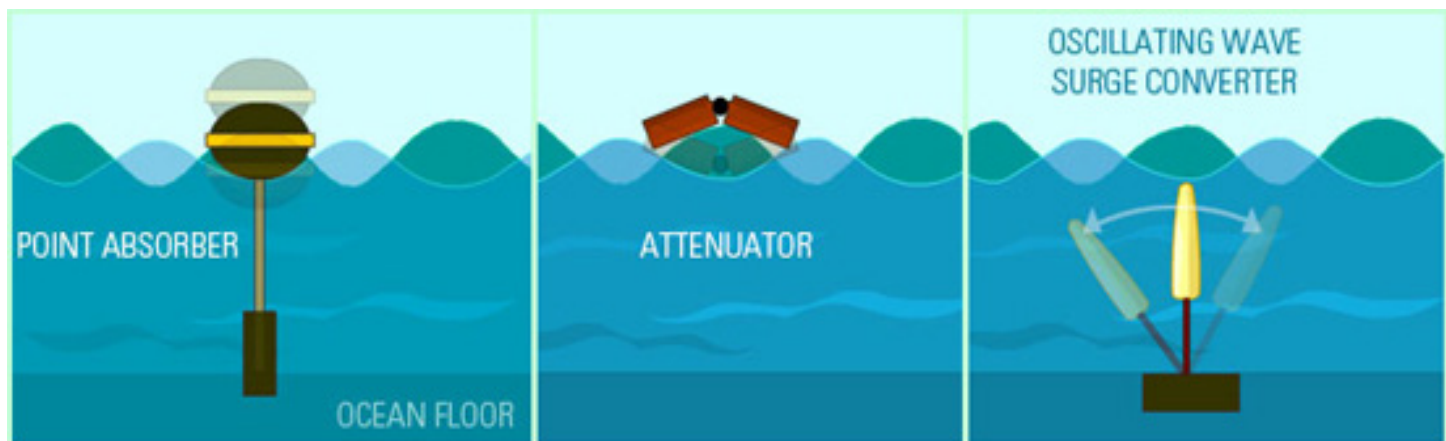 POINT ABSORBER
OCEAN FLOOR
ATTENUATOR
OSCILLATING WAVE
SURGE CONVERTER